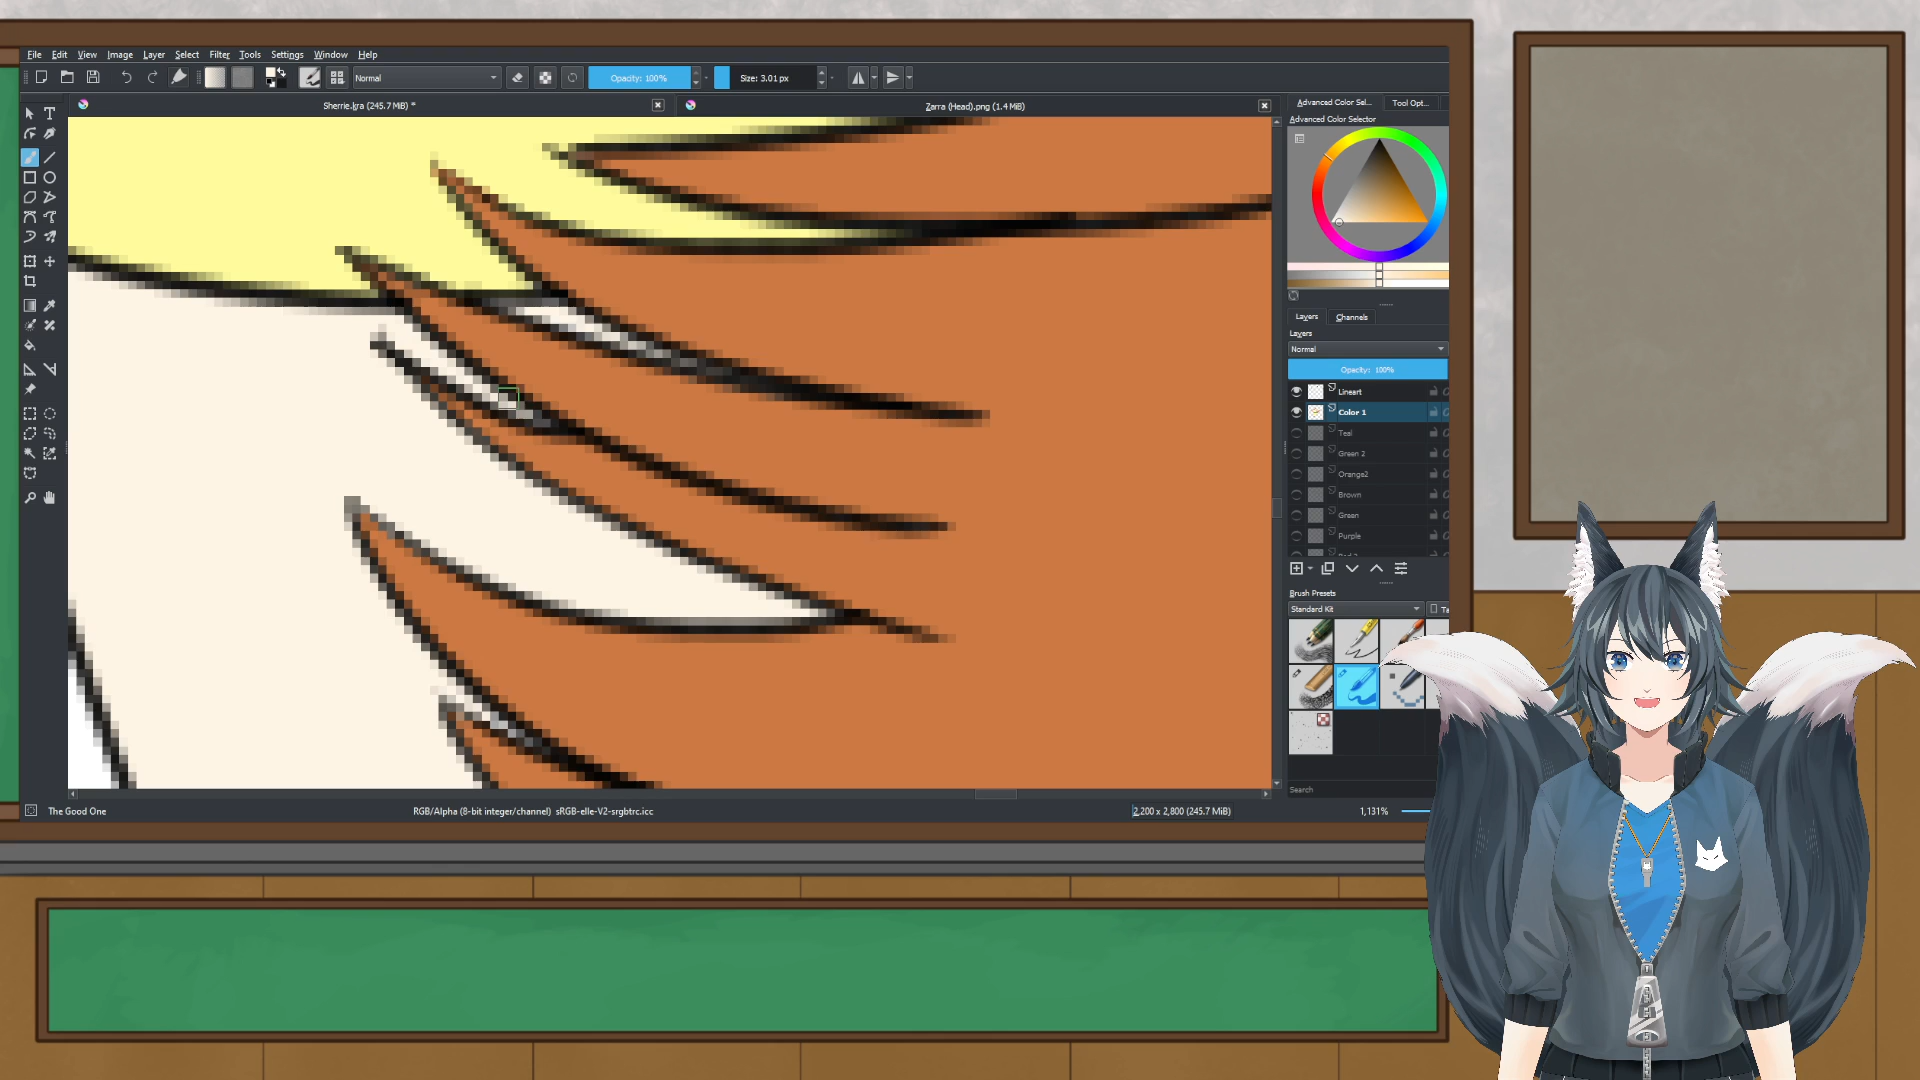 File Edit View Image Layer Select Filter Tools Settings Window Help
Normal Opacity: 100% Size: 3.01 px
Sherrie.kra (245.7 MiB) * Zarra (Head).png (1.4 MiB) Advanced Color Sel... Tool Opt...
Advanced Color Selector
Layers Channels
Layers
Normal
Opacity: 100%
Lineart
Color 1
Teal
Green 2
Orange2
Brown
Green
Purple
Brush Presets
Standard Kit Ta
Search
The Good One RGB/Alpha (8-bit integer/channel) sRGB-elle-V2-srgbtrc.icc 2,200 x 2,800 (245.7 MiB) 1,131%